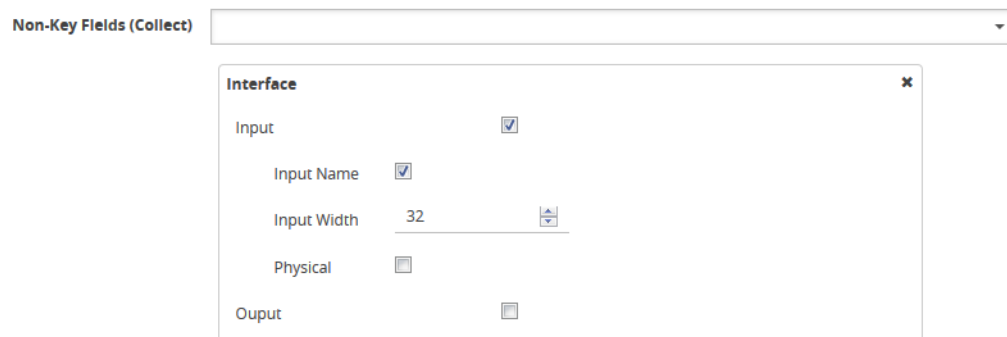 Non-Key Fields (Collect)
Interface
Input
Input Name
Input Width 32
Physical
Ouput